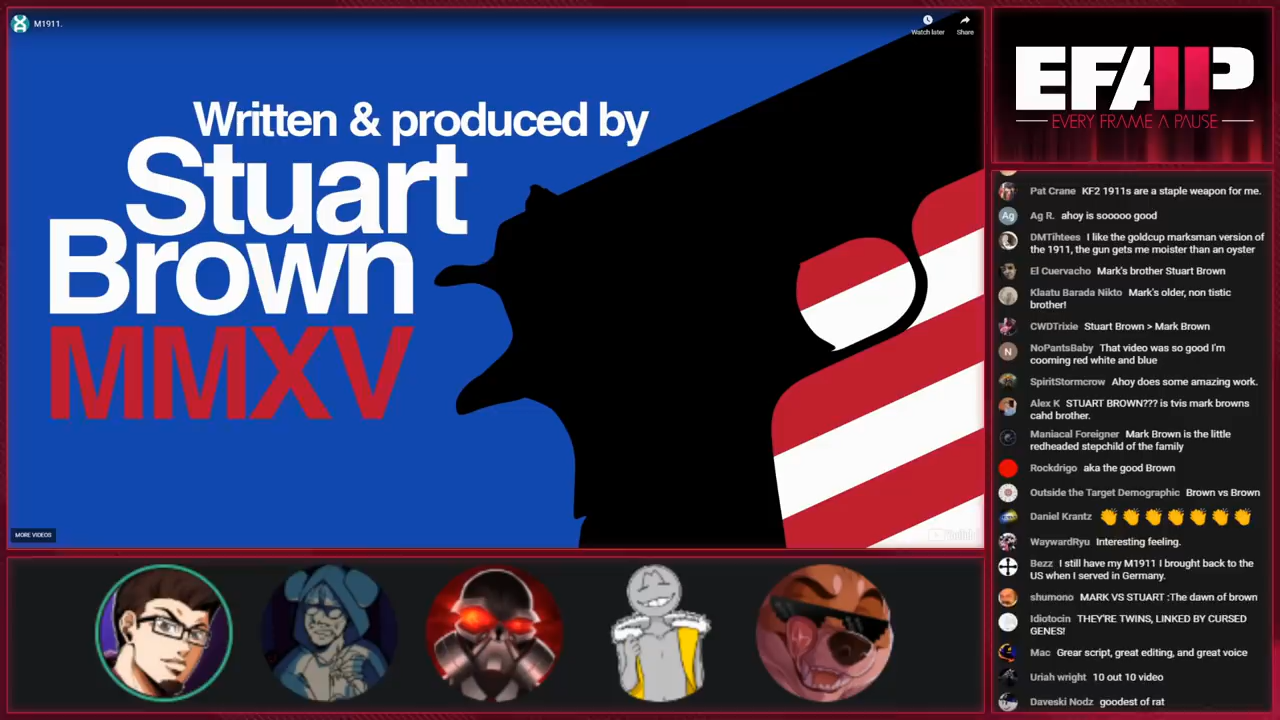 M1911.
Watch later
Share
Written & produced by
Stuart
Brown
MMXV
MORE VIDEOS
YouTube
EFAP
EVERY FRAME A PAUSE
Pat Crane KF2 1911s are a staple weapon for me.
Ag
Ag R. ahoy is sooooo good
DMTihtees I like the goldcup marksman version of
the 1911, the gun gets me moister than an oyster
El Cuervacho Mark's brother Stuart Brown
Klaatu Barada Nikto Mark's older, non tistic
brother!
CWDTrixie Stuart Brown > Mark Brown
N
NoPantsBaby That video was so good I'm
cooming red white and blue
SpiritStormcrow Ahoy does some amazing work.
Alex K STUART BROWN??? is tvis mark browns
cahd brother.
Maniacal Foreigner Mark Brown is the little
redheaded stepchild of the family
Rockdrigo aka the good Brown
Outside the Target Demographic Brown vs Brown
Daniel Krantz 👏👏👏👏👏👏👏
WaywardRyu Interesting feeling.
Bezz I still have my M1911 I brought back to the
US when I served in Germany.
shumono MARK VS STUART :The dawn of brown
Idiotocin THEY'RE TWINS, LINKED BY CURSED
GENES!
Mac Grear script, great editing, and great voice
Uriah wright 10 out 10 video
Daveski Nodz goodest of rat